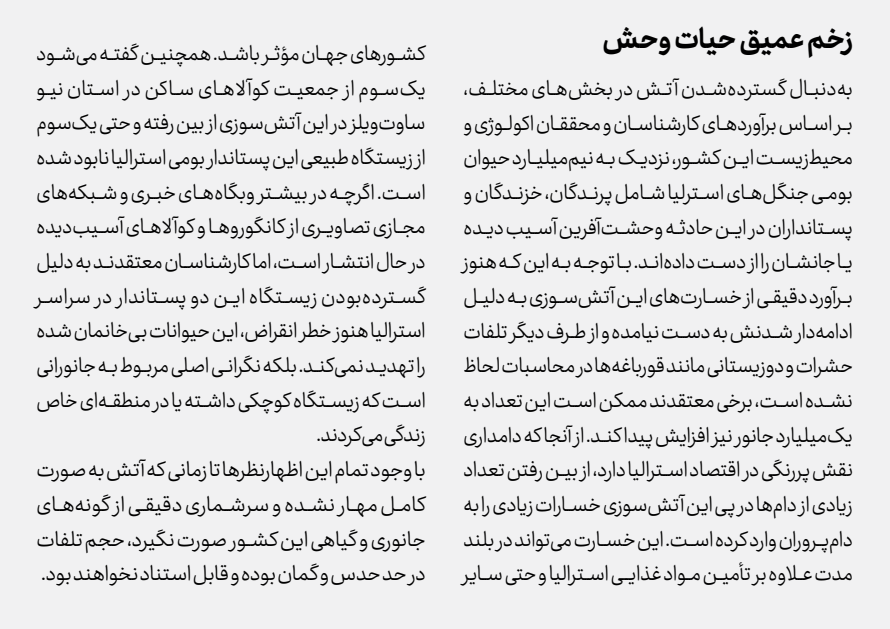 زخم عمیق حیات وحش
به‌دنبال گسترده‌شدن آتش در بخش‌های مختلف،
بر اساس برآوردهای کارشناسان و محققان اکولوژی و
محیط‌زیست این کشور، نزدیک به نیم‌میلیارد حیوان
بومی جنگل‌های استرلیا شامل پرندگان، خزندگان و
پستانداران در این حادثه وحشت‌آفرین آسیب دیده
یا جانشان را از دست داده‌اند. با توجه به این که هنوز
برآورد دقیقی از خسارت‌های این آتش‌سوزی به دلیل
ادامه‌دار شدنش به دست نیامده و از طرف دیگر تلفات
حشرات و دوزیستانی مانند قورباغه‌ها در محاسبات لحاظ
نشده است، برخی معتقدند ممکن است این تعداد به
یک‌میلیارد جانور نیز افزایش پیدا کند. از آنجا که دامداری
نقش پررنگی در اقتصاد استرالیا دارد، از بین رفتن تعداد
زیادی از دام‌ها در پی این آتش‌سوزی خسارات زیادی را به
دام‌پروران وارد کرده است. این خسارت می‌تواند در بلند
مدت علاوه بر تأمین مواد غذایی استرالیا و حتی سایر
کشورهای جهان مؤثر باشد. همچنین گفته می‌شود
یک‌سوم از جمعیت کوآلاهای ساکن در استان نیو
ساوت‌ویلز در این آتش‌سوزی از بین رفته و حتی یک‌سوم
از زیستگاه طبیعی این پستاندار بومی استرالیا نابود شده
است. اگرچه در بیشتر وبگاه‌های خبری و شبکه‌های
مجازی تصاویری از کانگوروها و کوآلاهای آسیب‌دیده
در حال انتشار است، اما کارشناسان معتقدند به دلیل
گسترده‌بودن زیستگاه این دو پستاندار در سراسر
استرالیا هنوز خطر انقراض، این حیوانات بی‌خانمان شده
را تهدید نمی‌کند. بلکه نگرانی اصلی مربوط به جانورانی
است که زیستگاه کوچکی داشته یا در منطقه‌ای خاص
زندگی می‌کردند.
با وجود تمام این اظهارنظرها تا زمانی که آتش به صورت
کامل مهار نشده و سرشماری دقیقی از گونه‌های
جانوری و گیاهی این کشور صورت نگیرد، حجم تلفات
در حد حدس و گمان بوده و قابل استناد نخواهند بود.